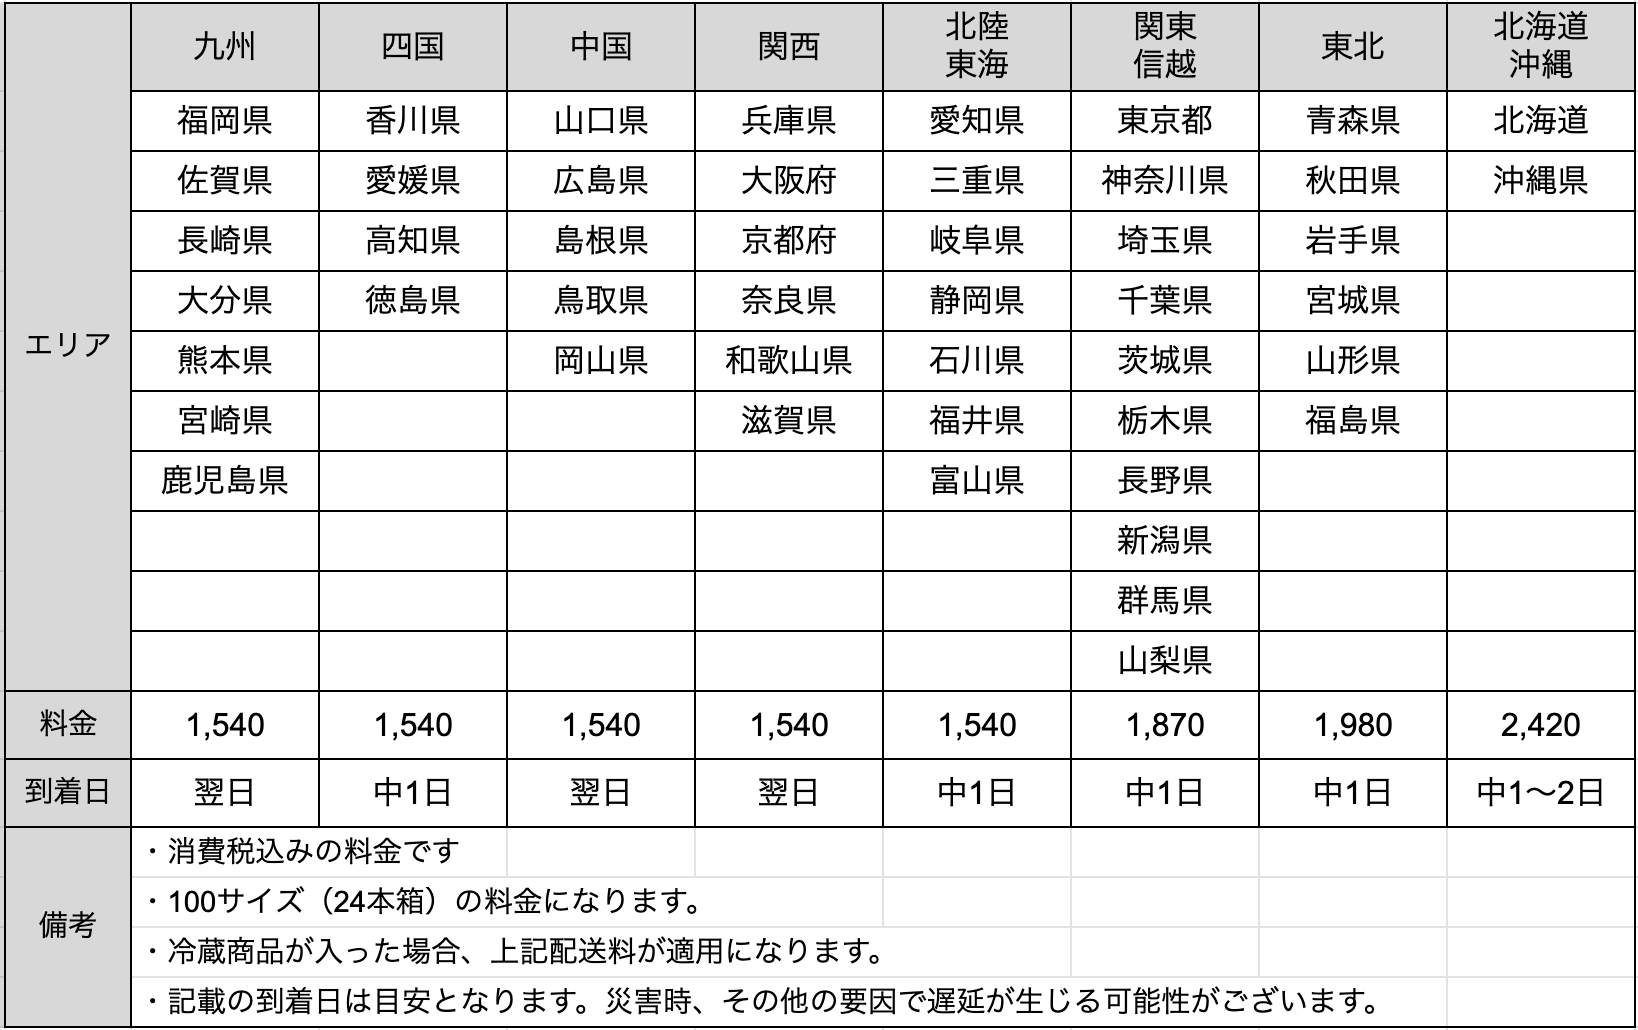 九州 四国 中国 関西 北陸東海 関東信越 東北 北海道沖縄
福岡県 香川県 山口県 兵庫県 愛知県 東京都 青森県 北海道
佐賀県 愛媛県 広島県 大阪府 三重県 神奈川県 秋田県 沖縄県
長崎県 高知県 島根県 京都府 岐阜県 埼玉県 岩手県
大分県 徳島県 鳥取県 奈良県 静岡県 千葉県 宮城県
エリア 熊本県 岡山県 和歌山県 石川県 茨城県 山形県
宮崎県 滋賀県 福井県 栃木県 福島県
鹿児島県 富山県 長野県
新潟県
群馬県
山梨県
料金 1,540 1,540 1,540 1,540 1,540 1,870 1,980 2,420
到着日 翌日 中1日 翌日 翌日 中1日 中1日 中1日 中1〜2日
備考
・消費税込みの料金です
・100サイズ（24本箱）の料金になります。
・冷蔵商品が入った場合、上記配送料が適用になります。
・記載の到着日は目安となります。災害時、その他の要因で遅延が生じる可能性がございます。